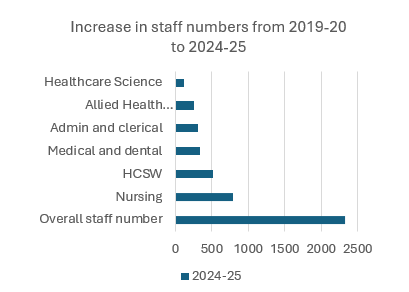 Increase in staff numbers from 2019-20
to 2024-25
Healthcare Science
Allied Health...
Admin and clerical
Medical and dental
HCSW
Nursing
Overall staff number
0 500 1000 1500 2000 2500
2024-25